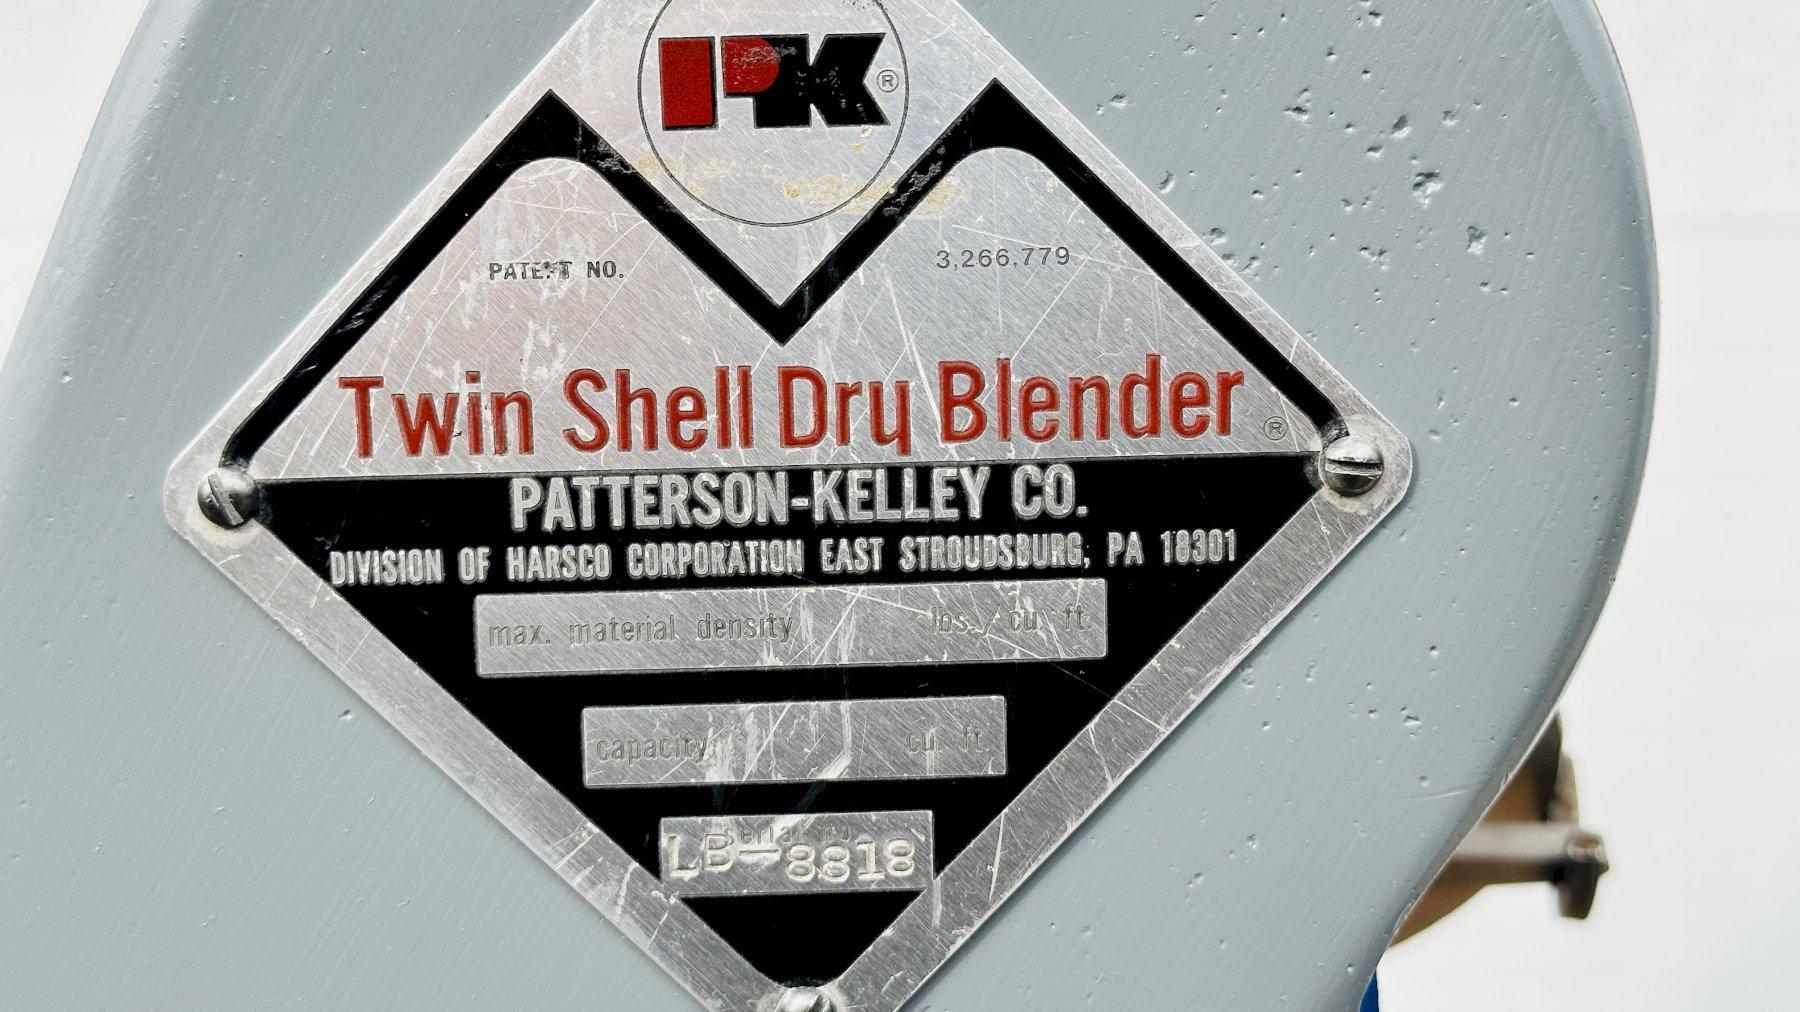 PK ®
PATENT NO. 3,266,779
Twin Shell Dry Blender ®
PATTERSON-KELLEY CO.
DIVISION OF HARSCO CORPORATION EAST STROUDSBURG, PA 18301
max. material density lbs./cu. ft.
capacity cu. ft.
serial no.
LB-8818